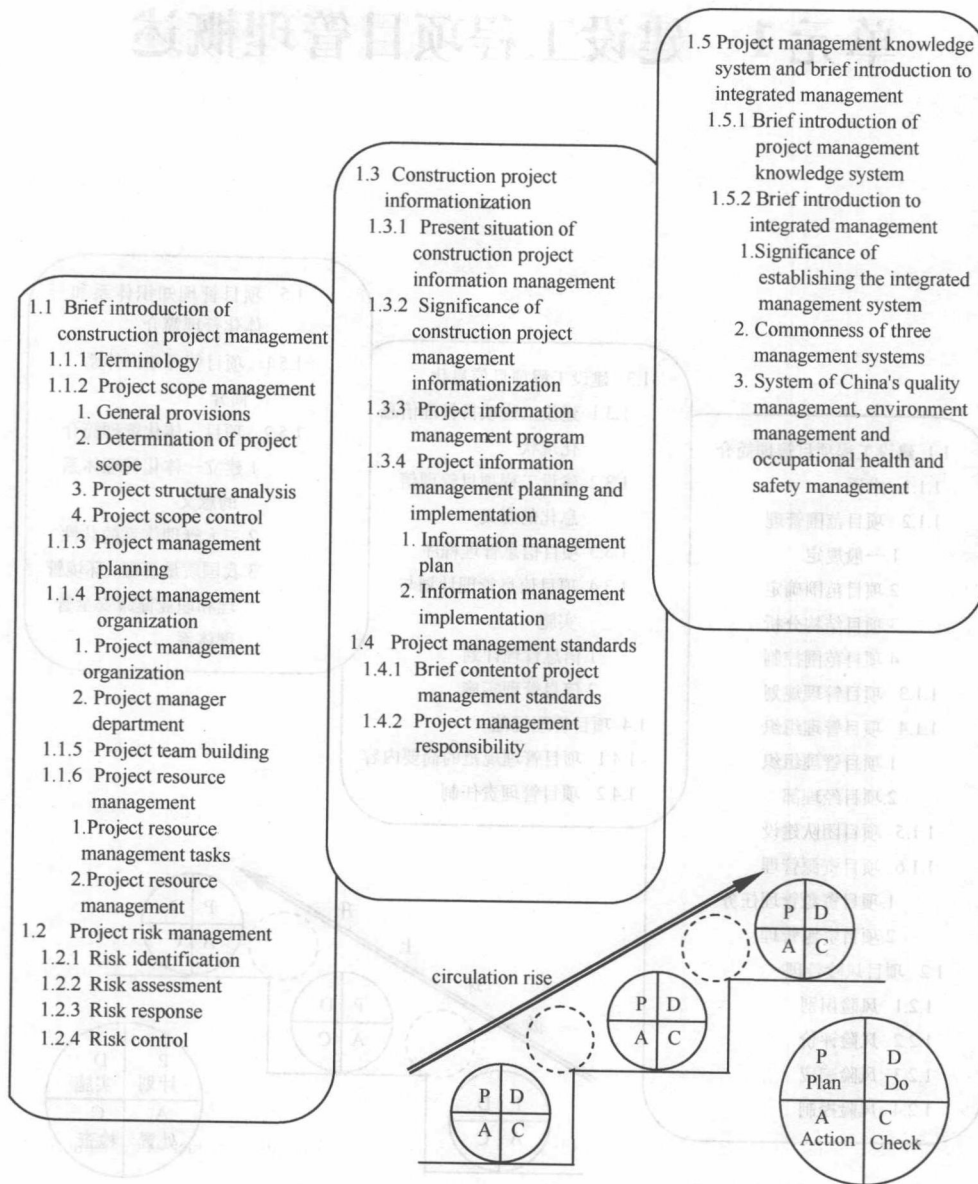 1.1 Brief introduction of
construction project management
1.1.1 Terminology
1.1.2 Project scope management
1. General provisions
2. Determination of project
scope
3. Project structure analysis
4. Project scope control
1.1.3 Project management
planning
1.1.4 Project management
organization
1. Project management
organization
2. Project manager
department
1.1.5 Project team building
1.1.6 Project resource
management
1.Project resource
management tasks
2.Project resource
management
1.2 Project risk management
1.2.1 Risk identification
1.2.2 Risk assessment
1.2.3 Risk response
1.2.4 Risk control
1.3 Construction project
informationization
1.3.1 Present situation of
construction project
information management
1.3.2 Significance of
construction project
management
informationization
1.3.3 Project information
management program
1.3.4 Project information
management planning and
implementation
1. Information management
plan
2. Information management
implementation
1.4 Project management standards
1.4.1 Brief contentof project
management standards
1.4.2 Project management
responsibility
1.5 Project management knowledge
system and brief introduction to
integrated management
1.5.1 Brief introduction of
project management
knowledge system
1.5.2 Brief introduction to
integrated management
1.Significance of
establishing the integrated
management system
2. Commonness of three
management systems
3. System of China's quality
management, environment
management and
occupational health and
safety management
circulation rise
P D
A C
P D
A C
P D
A C
P D
Plan Do
A C
Action Check